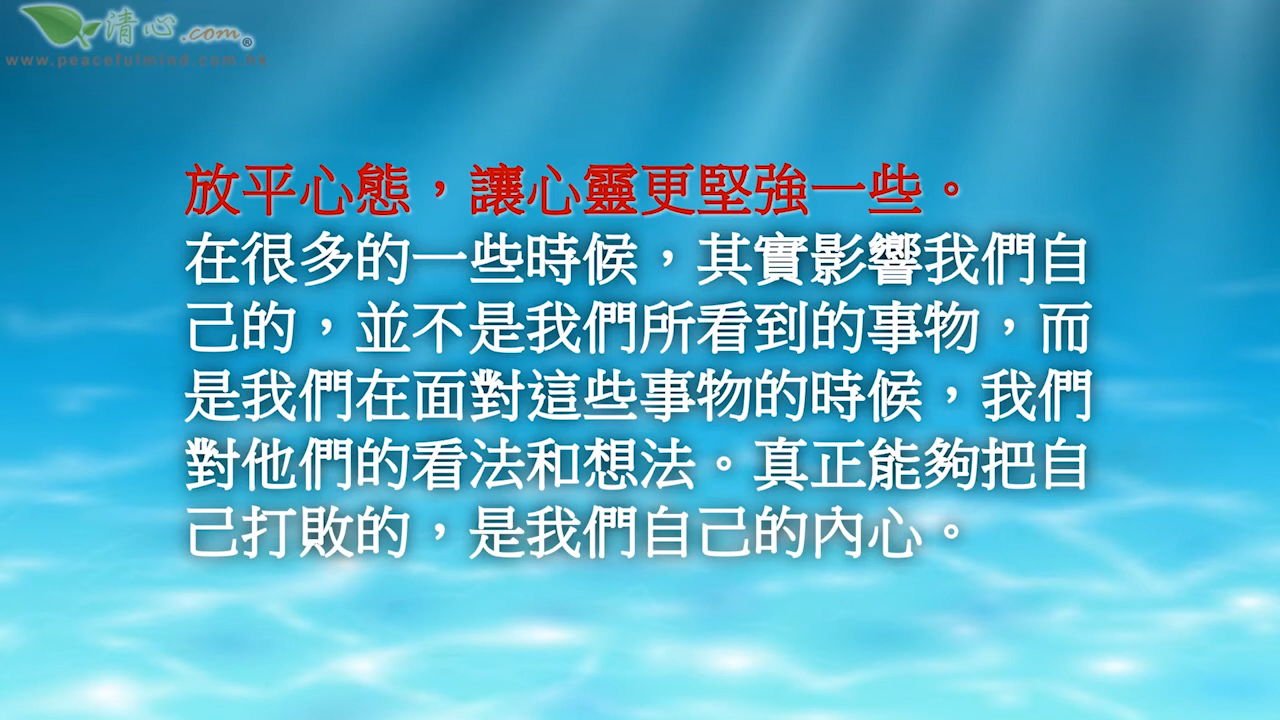 清心.com®
www.peacefulmind.com.hk
放平心態，讓心靈更堅強一些。
在很多的一些時候，其實影響我們自
己的，並不是我們所看到的事物，而
是我們在面對這些事物的時候，我們
對他們的看法和想法。真正能夠把自
己打敗的，是我們自己的內心。